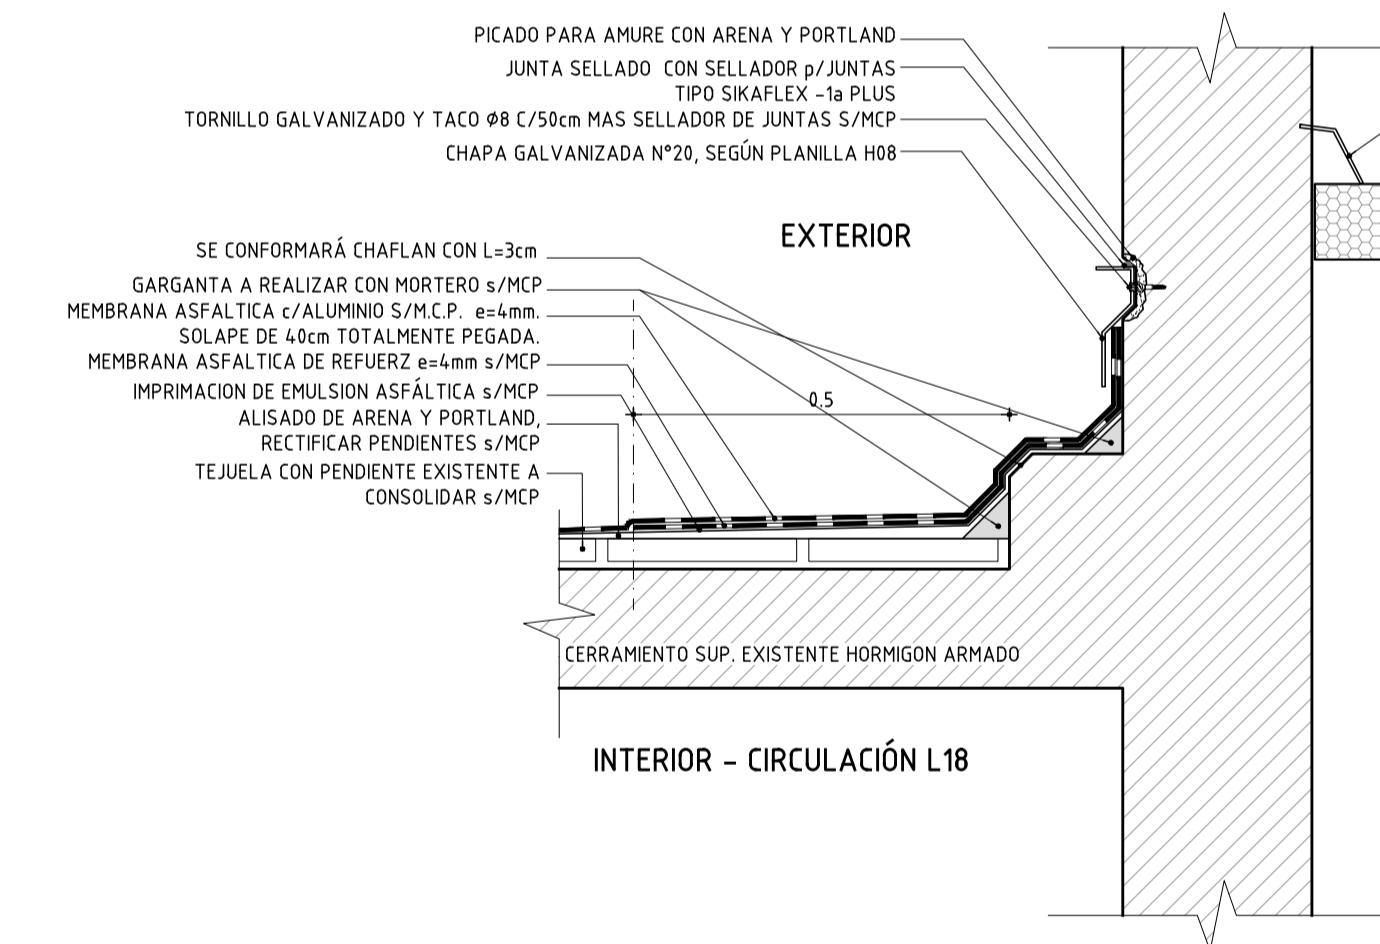 PICADO PARA AMURE CON ARENA Y PORTLAND
JUNTA SELLADO CON SELLADOR p/JUNTAS
TIPO SIKAFLEX -1a PLUS
TORNILLO GALVANIZADO Y TACO Ø8 C/50cm MAS SELLADOR DE JUNTAS S/MCP
CHAPA GALVANIZADA N°20, SEGÚN PLANILLA H08
EXTERIOR
SE CONFORMARÁ CHAFLAN CON L=3cm
GARGANTA A REALIZAR CON MORTERO s/MCP
MEMBRANA ASFALTICA c/ALUMINIO S/M.C.P. e=4mm.
SOLAPE DE 40cm TOTALMENTE PEGADA.
MEMBRANA ASFALTICA DE REFUERZ e=4mm s/MCP
IMPRIMACION DE EMULSION ASFÁLTICA s/MCP
ALISADO DE ARENA Y PORTLAND,
RECTIFICAR PENDIENTES s/MCP
TEJUELA CON PENDIENTE EXISTENTE A
CONSOLIDAR s/MCP
0.5
CERRAMIENTO SUP. EXISTENTE HORMIGON ARMADO
INTERIOR - CIRCULACIÓN L18